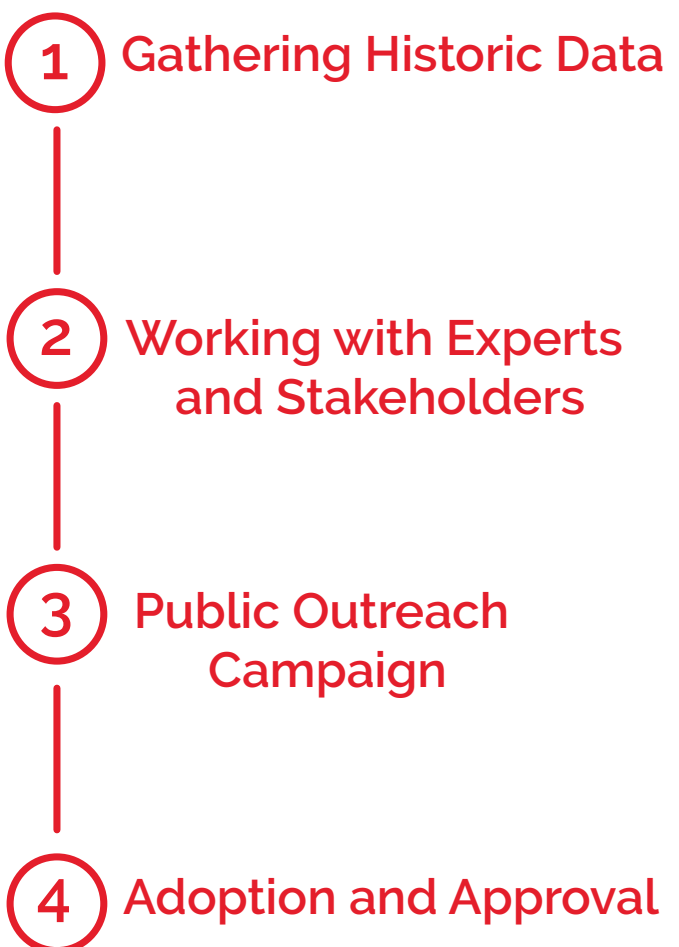 1 Gathering Historic Data
2 Working with Experts
and Stakeholders
3 Public Outreach
Campaign
4 Adoption and Approval